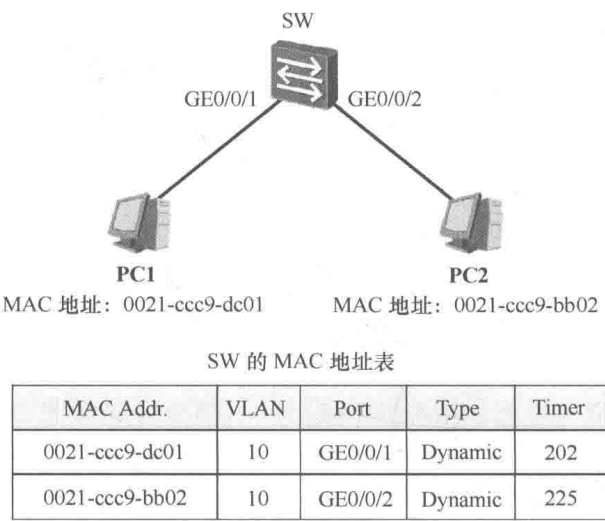 SW
GE0/0/1 GE0/0/2
PC1 PC2
MAC 地址：0021-ccc9-dc01 MAC 地址：0021-ccc9-bb02
SW 的 MAC 地址表
MAC Addr. VLAN Port Type Timer
0021-ccc9-dc01 10 GE0/0/1 Dynamic 202
0021-ccc9-bb02 10 GE0/0/2 Dynamic 225